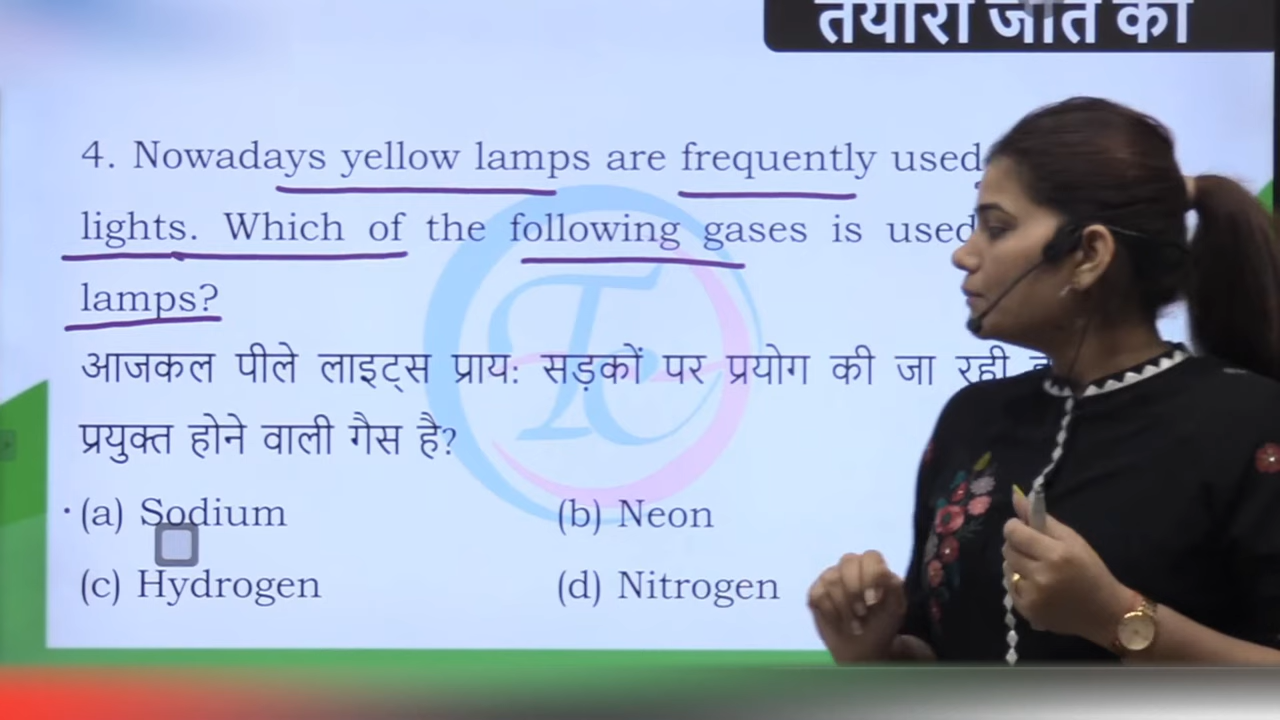 तैयारी जीत की
4. Nowadays yellow lamps are frequently used
lights. Which of the following gases is used
lamps?
आजकल पीले लाइट्स प्रायः सड़कों पर प्रयोग की जा रही
प्रयुक्त होने वाली गैस है?
(a) Sodium
(b) Neon
(c) Hydrogen
(d) Nitrogen